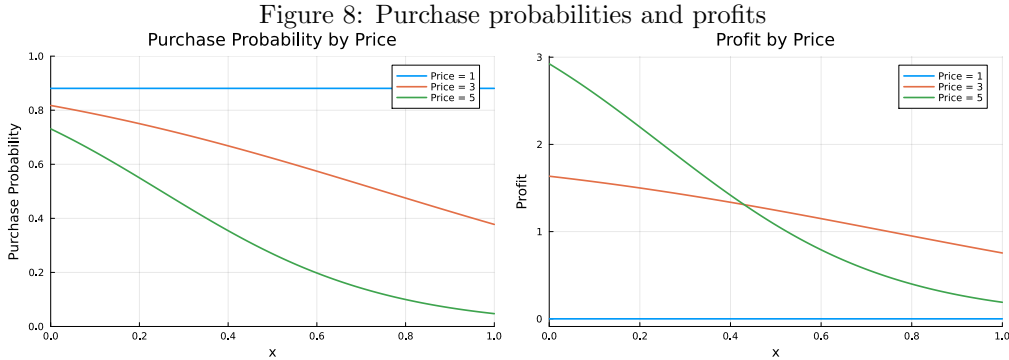 Figure 8: Purchase probabilities and profits
Purchase Probability by Price
1.0
0.8
0.6
0.4
0.2
0.0
Purchase Probability
0.0
0.2
0.4
0.6
0.8
1.0
x
Price = 1
Price = 3
Price = 5
Profit by Price
3
2
1
0
Profit
0.0
0.2
0.4
0.6
0.8
1.0
x
Price = 1
Price = 3
Price = 5